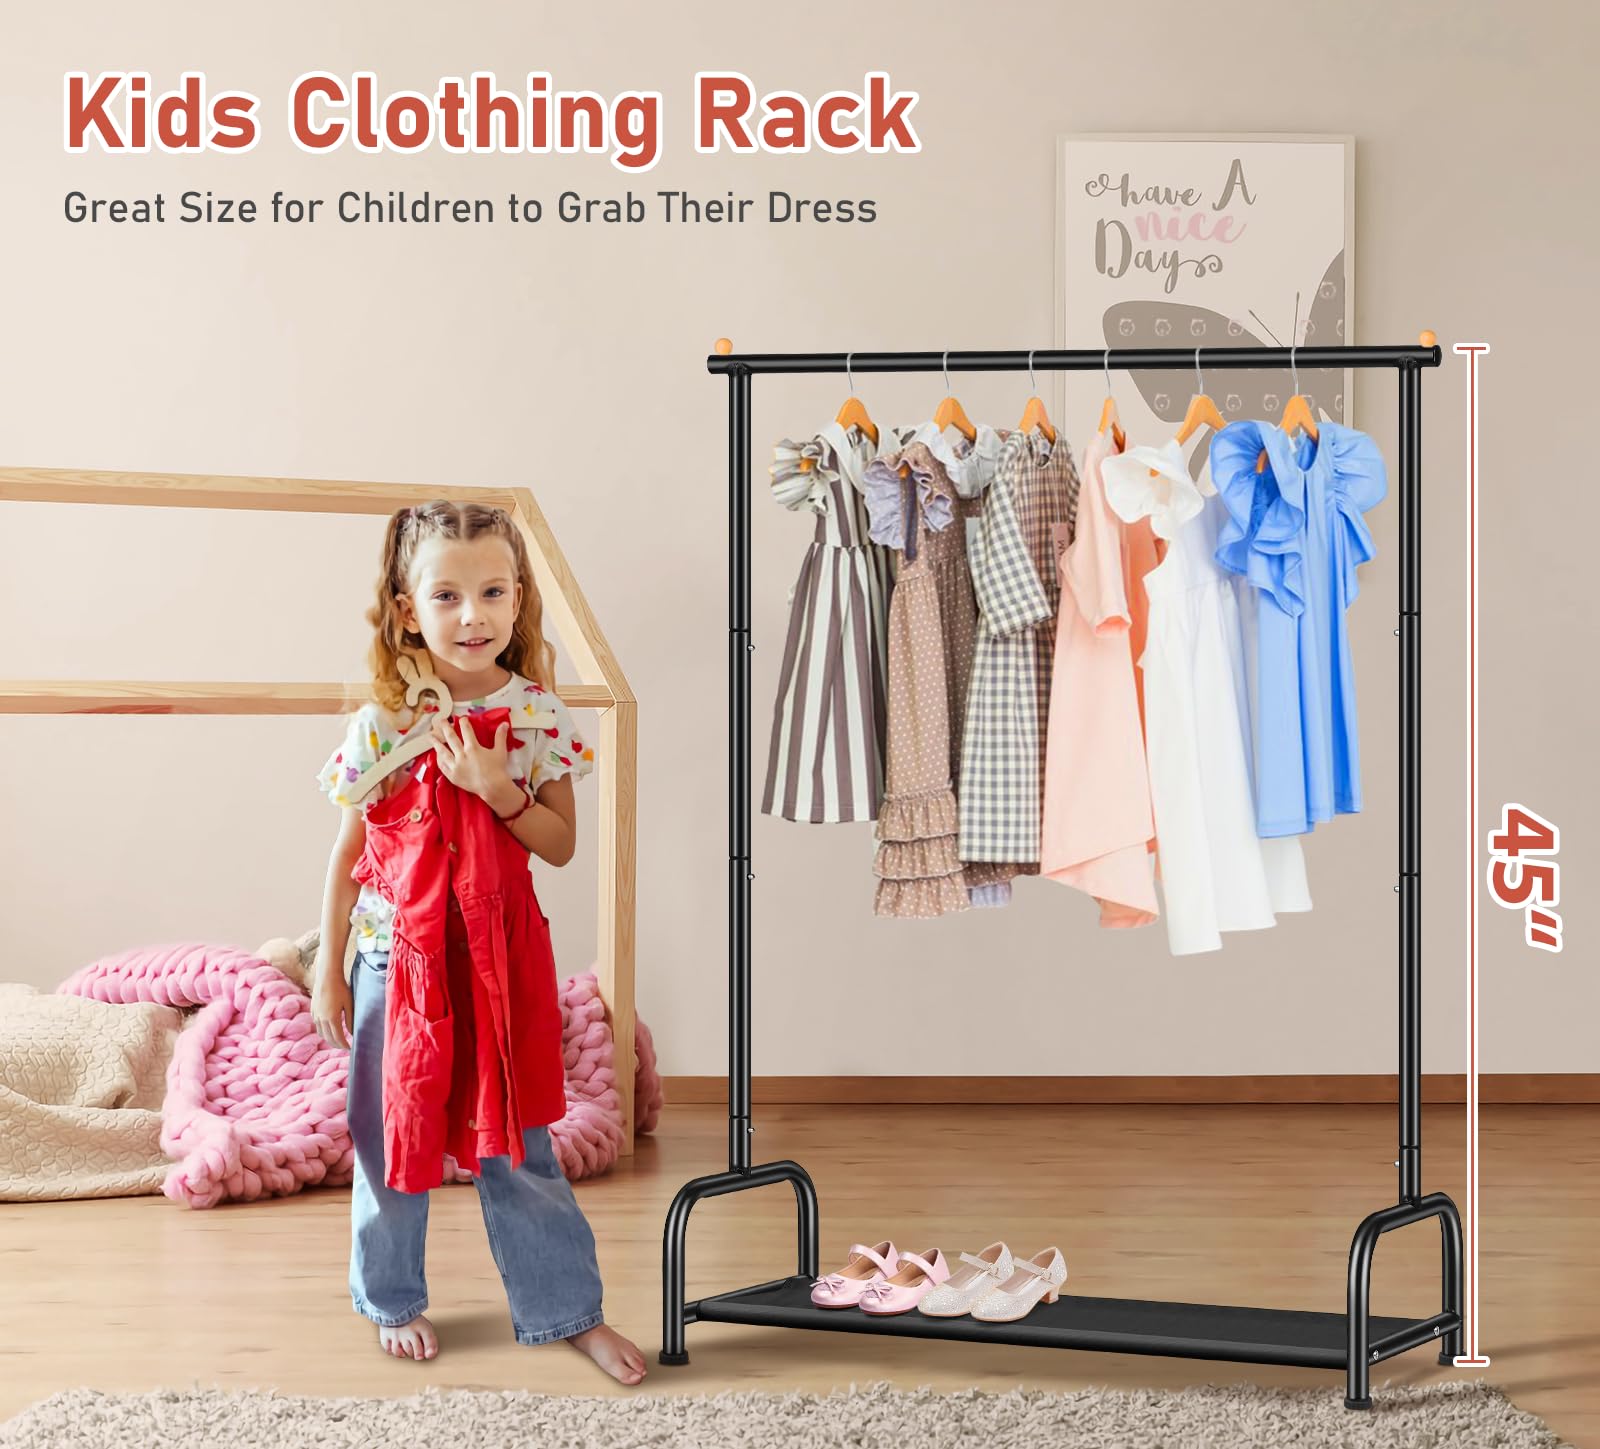 Kids Clothing Rack
Great Size for Children to Grab Their Dress
have A
nice
Day
45"